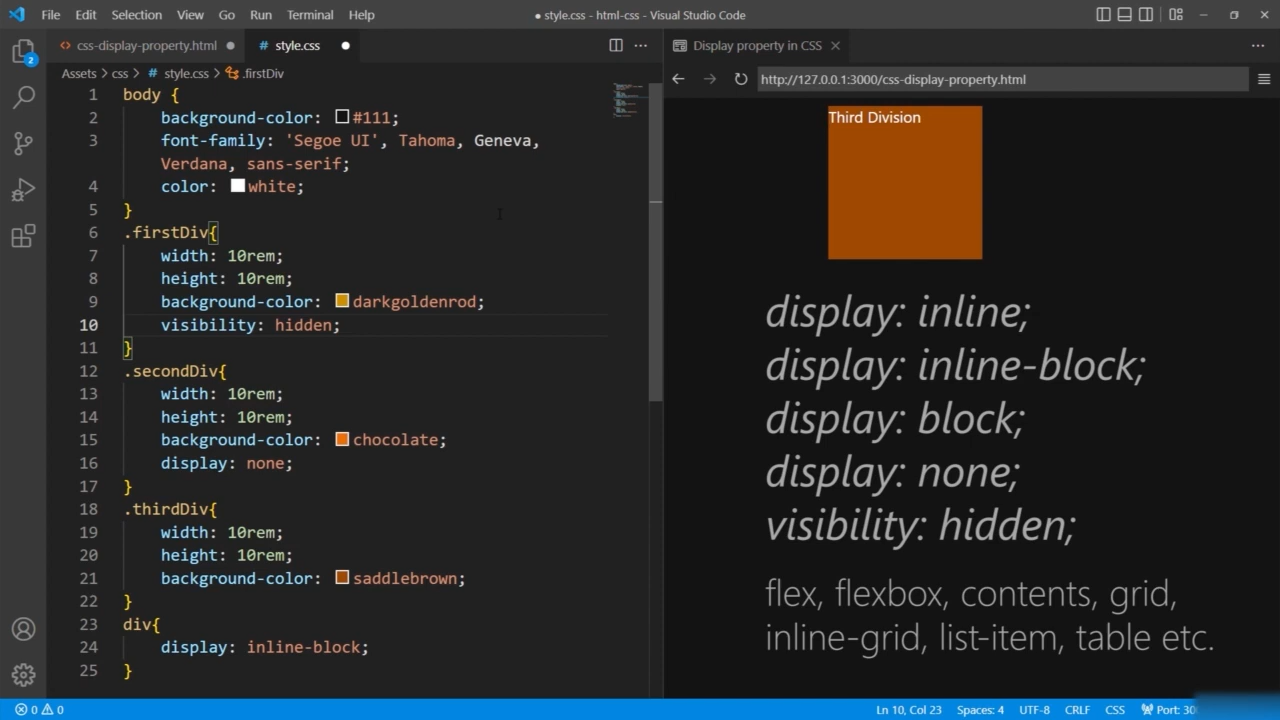 File Edit Selection View Go Run Terminal Help
● style.css - html-css - Visual Studio Code
css-display-property.html ●
# style.css ●
Display property in CSS
Assets > css > # style.css > .firstDiv
http://127.0.0.1:3000/css-display-property.html
2
1 body {
2 background-color: #111;
3 font-family: 'Segoe UI', Tahoma, Geneva,
Verdana, sans-serif;
4 color: white;
5 }
6 .firstDiv{
7 width: 10rem;
8 height: 10rem;
9 background-color: darkgoldenrod;
10 visibility: hidden;
11 }
12 .secondDiv{
13 width: 10rem;
14 height: 10rem;
15 background-color: chocolate;
16 display: none;
17 }
18 .thirdDiv{
19 width: 10rem;
20 height: 10rem;
21 background-color: saddlebrown;
22 }
23 div{
24 display: inline-block;
25 }
Third Division
display: inline;
display: inline-block;
display: block;
display: none;
visibility: hidden;
flex, flexbox, contents, grid,
inline-grid, list-item, table etc.
0 0
Ln 10, Col 23 Spaces: 4 UTF-8 CRLF CSS Port: